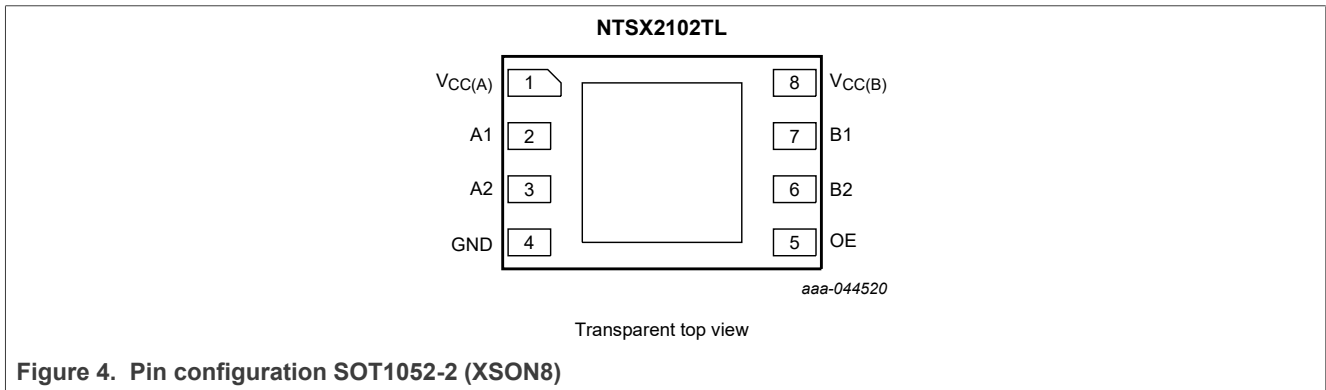 NTSX2102TL
VCC(A) 1 8 VCC(B)
A1 2 7 B1
A2 3 6 B2
GND 4 5 OE
aaa-044520
Transparent top view
Figure 4. Pin configuration SOT1052-2 (XSON8)